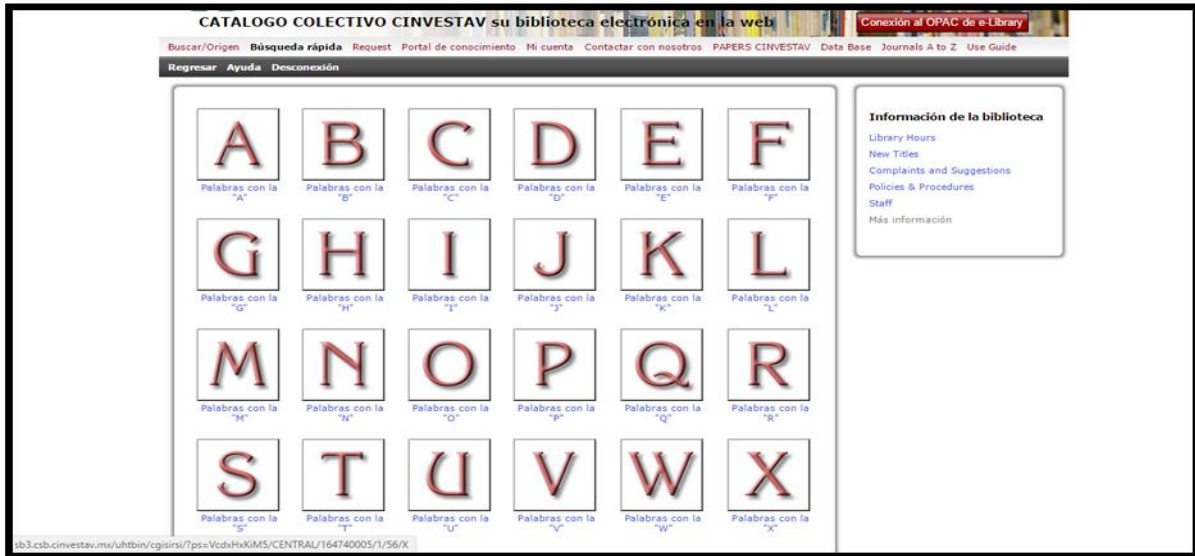 CATALOGO COLECTIVO CINVESTAV su biblioteca electrónica en la web
Conexión al OPAC de e-Library
Buscar/Origen Búsqueda rápida Request Portal de conocimiento Mi cuenta Contactar con nosotros PAPERS CINVESTAV Data Base Journals A to Z Use Guide
Regresar Ayuda Desconexión
A B C D E F
Palabras con la "A" Palabras con la "B" Palabras con la "C" Palabras con la "D" Palabras con la "E" Palabras con la "F"
G H I J K L
Palabras con la "G" Palabras con la "H" Palabras con la "I" Palabras con la "J" Palabras con la "K" Palabras con la "L"
M N O P Q R
Palabras con la "M" Palabras con la "N" Palabras con la "O" Palabras con la "P" Palabras con la "Q" Palabras con la "R"
S T U V W X
Palabras con la "S" Palabras con la "T" Palabras con la "U" Palabras con la "V" Palabras con la "W" Palabras con la "X"
Información de la biblioteca
Library Hours
New Titles
Complaints and Suggestions
Policies & Procedures
Staff
Más información
sb3.csb.cinvestav.mx/uhtbin/cgisirsi/?ps=VcdxHxKiM5/CENTRAL/164740005/1/56/X